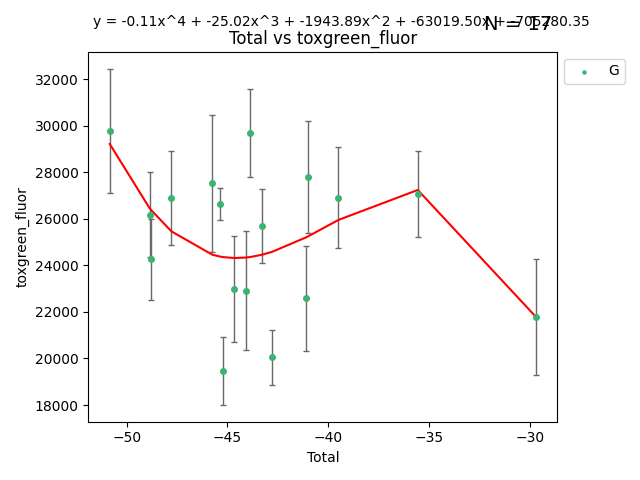 y = -0.11x^4 + -25.02x^3 + -1943.89x^2 + -63019.50x + -705280.35
N = 17
Total vs toxgreen_fluor
G
32000
30000
28000
26000
24000
22000
20000
18000
toxgreen_fluor
−50
−45
−40
−35
−30
Total